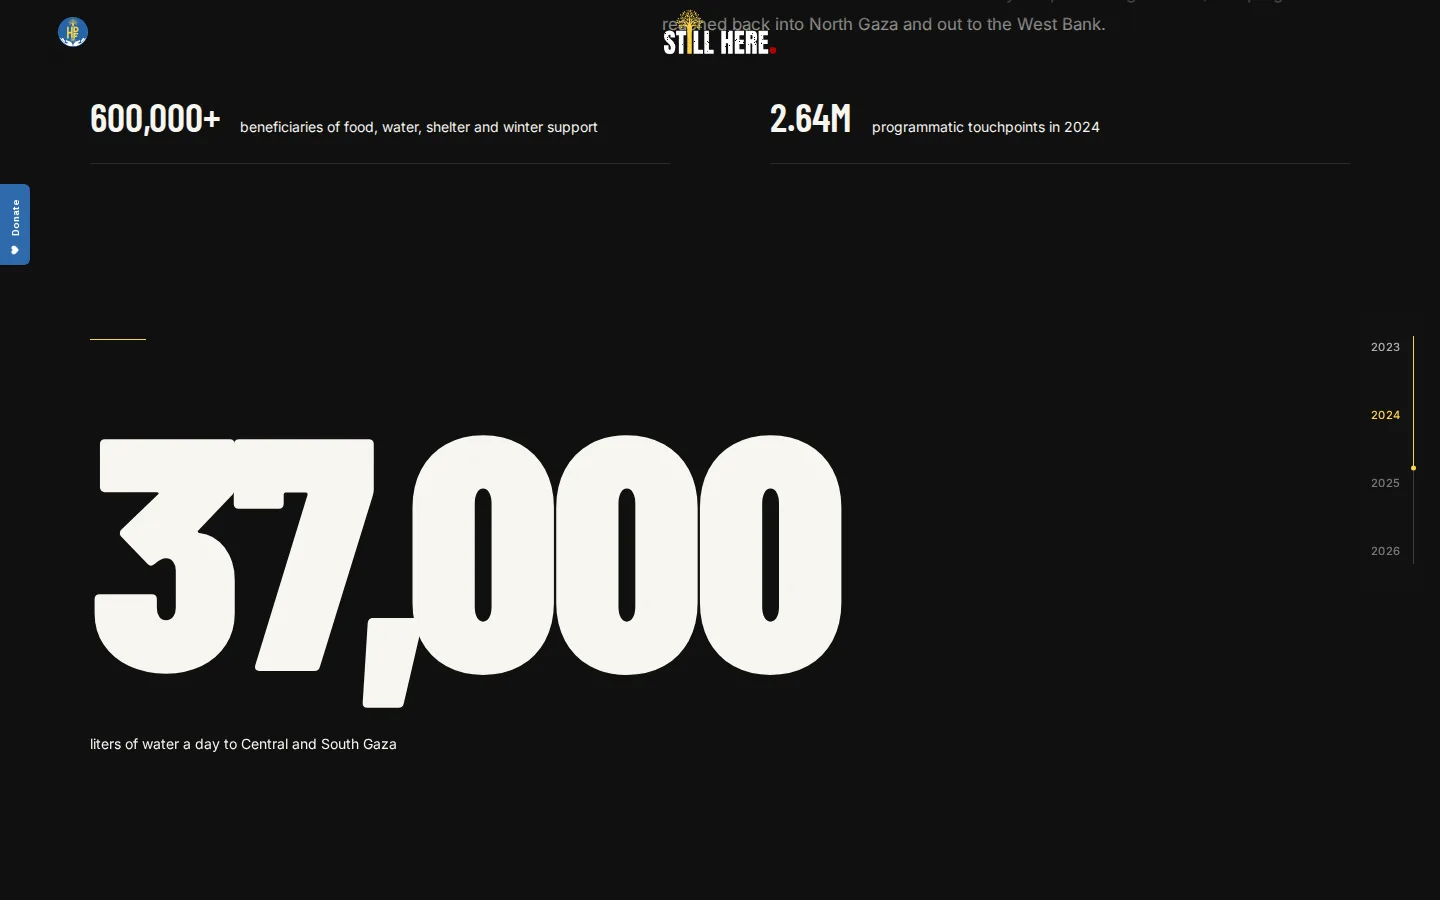 reached back into North Gaza and out to the West Bank.
HPF
STILL HERE.
600,000+ beneficiaries of food, water, shelter and winter support
2.64M programmatic touchpoints in 2024
Donate
2023
2024
2025
2026
37,000
liters of water a day to Central and South Gaza